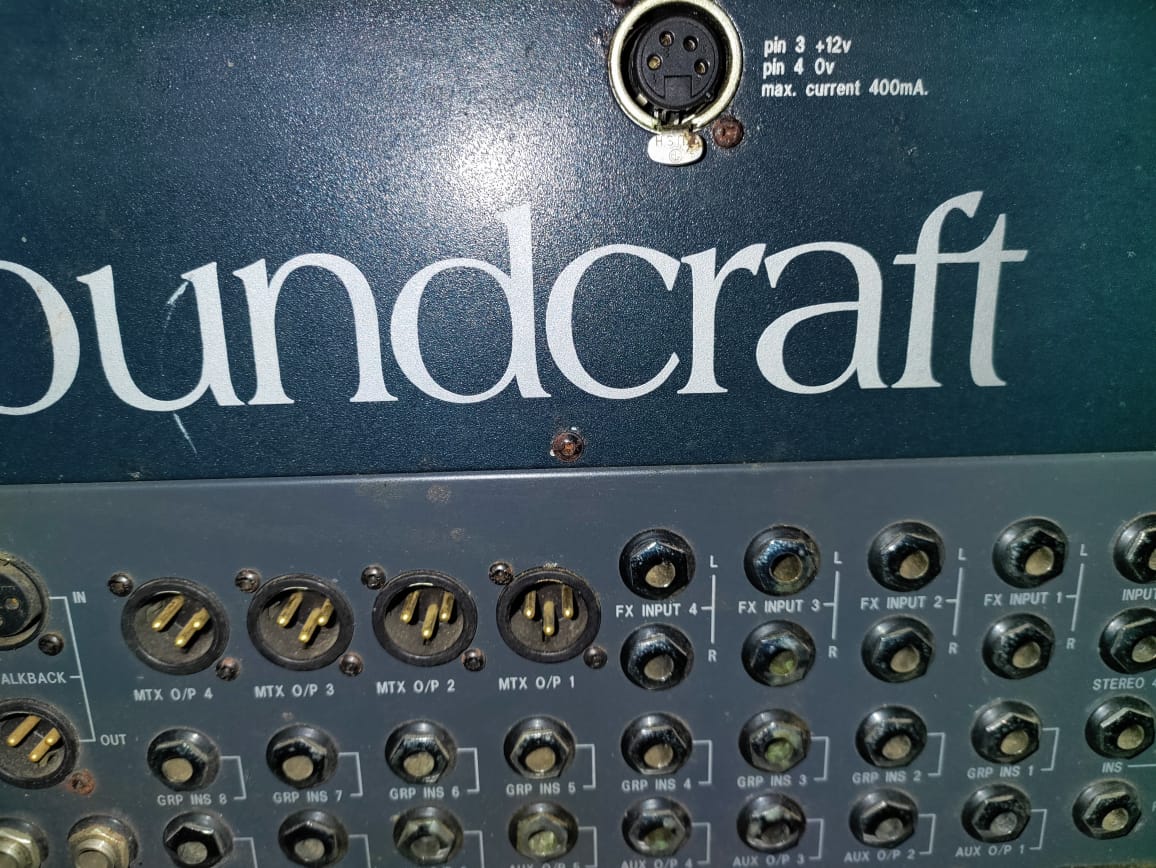 pin 3 +12v
pin 4 0v
max. current 400mA.
oundcraft
IN
ALKBACK
OUT
MTX O/P 4
MTX O/P 3
MTX O/P 2
MTX O/P 1
L
FX INPUT 4
R
L
FX INPUT 3
R
L
FX INPUT 2
R
L
FX INPUT 1
R
INPUT
STEREO 4
GRP INS 8
GRP INS 7
GRP INS 6
GRP INS 5
GRP INS 4
GRP INS 3
GRP INS 2
GRP INS 1
INS
AUX O/P 5
AUX O/P 4
AUX O/P 3
AUX O/P 2
AUX O/P 1